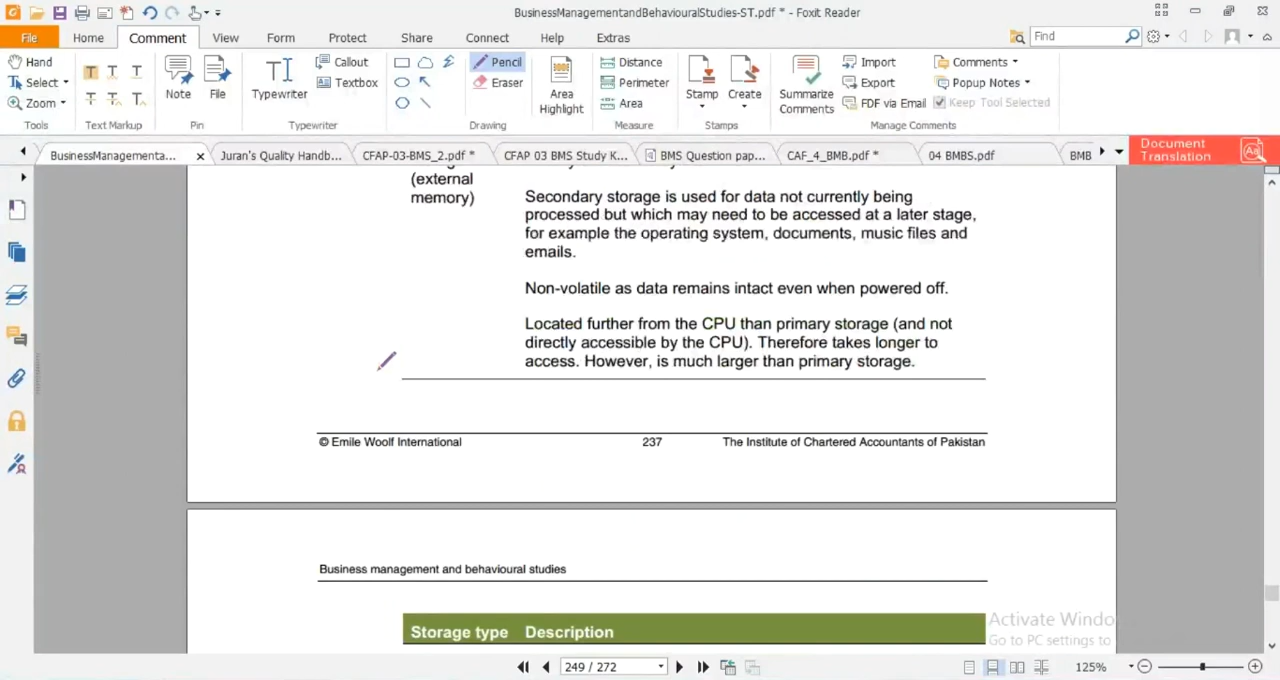 BusinessManagementandBehaviouralStudies-ST.pdf * - Foxit Reader
File Home Comment View Form Protect Share Connect Help Extras Find
Hand Callout Pencil Distance Import Comments
Select Textbox Eraser Perimeter Export Popup Notes
Zoom Note File Typewriter Area Highlight Area Stamp Create Summarize Comments FDF via Email Keep Tool Selected
Tools Text Markup Pin Typewriter Drawing Measure Stamps Manage Comments
BusinessManagementa... Juran's Quality Handb... CFAP-03-BMS_2.pdf * CFAP 03 BMS Study K... BMS Question pap... CAF_4_BMB.pdf * 04 BMBS.pdf BMB Document Translation
(external
memory)
Secondary storage is used for data not currently being
processed but which may need to be accessed at a later stage,
for example the operating system, documents, music files and
emails.
Non-volatile as data remains intact even when powered off.
Located further from the CPU than primary storage (and not
directly accessible by the CPU). Therefore takes longer to
access. However, is much larger than primary storage.
© Emile Woolf International 237 The Institute of Chartered Accountants of Pakistan
Business management and behavioural studies
Storage type Description
Activate Windo
Go to PC settings to
249 / 272 125%